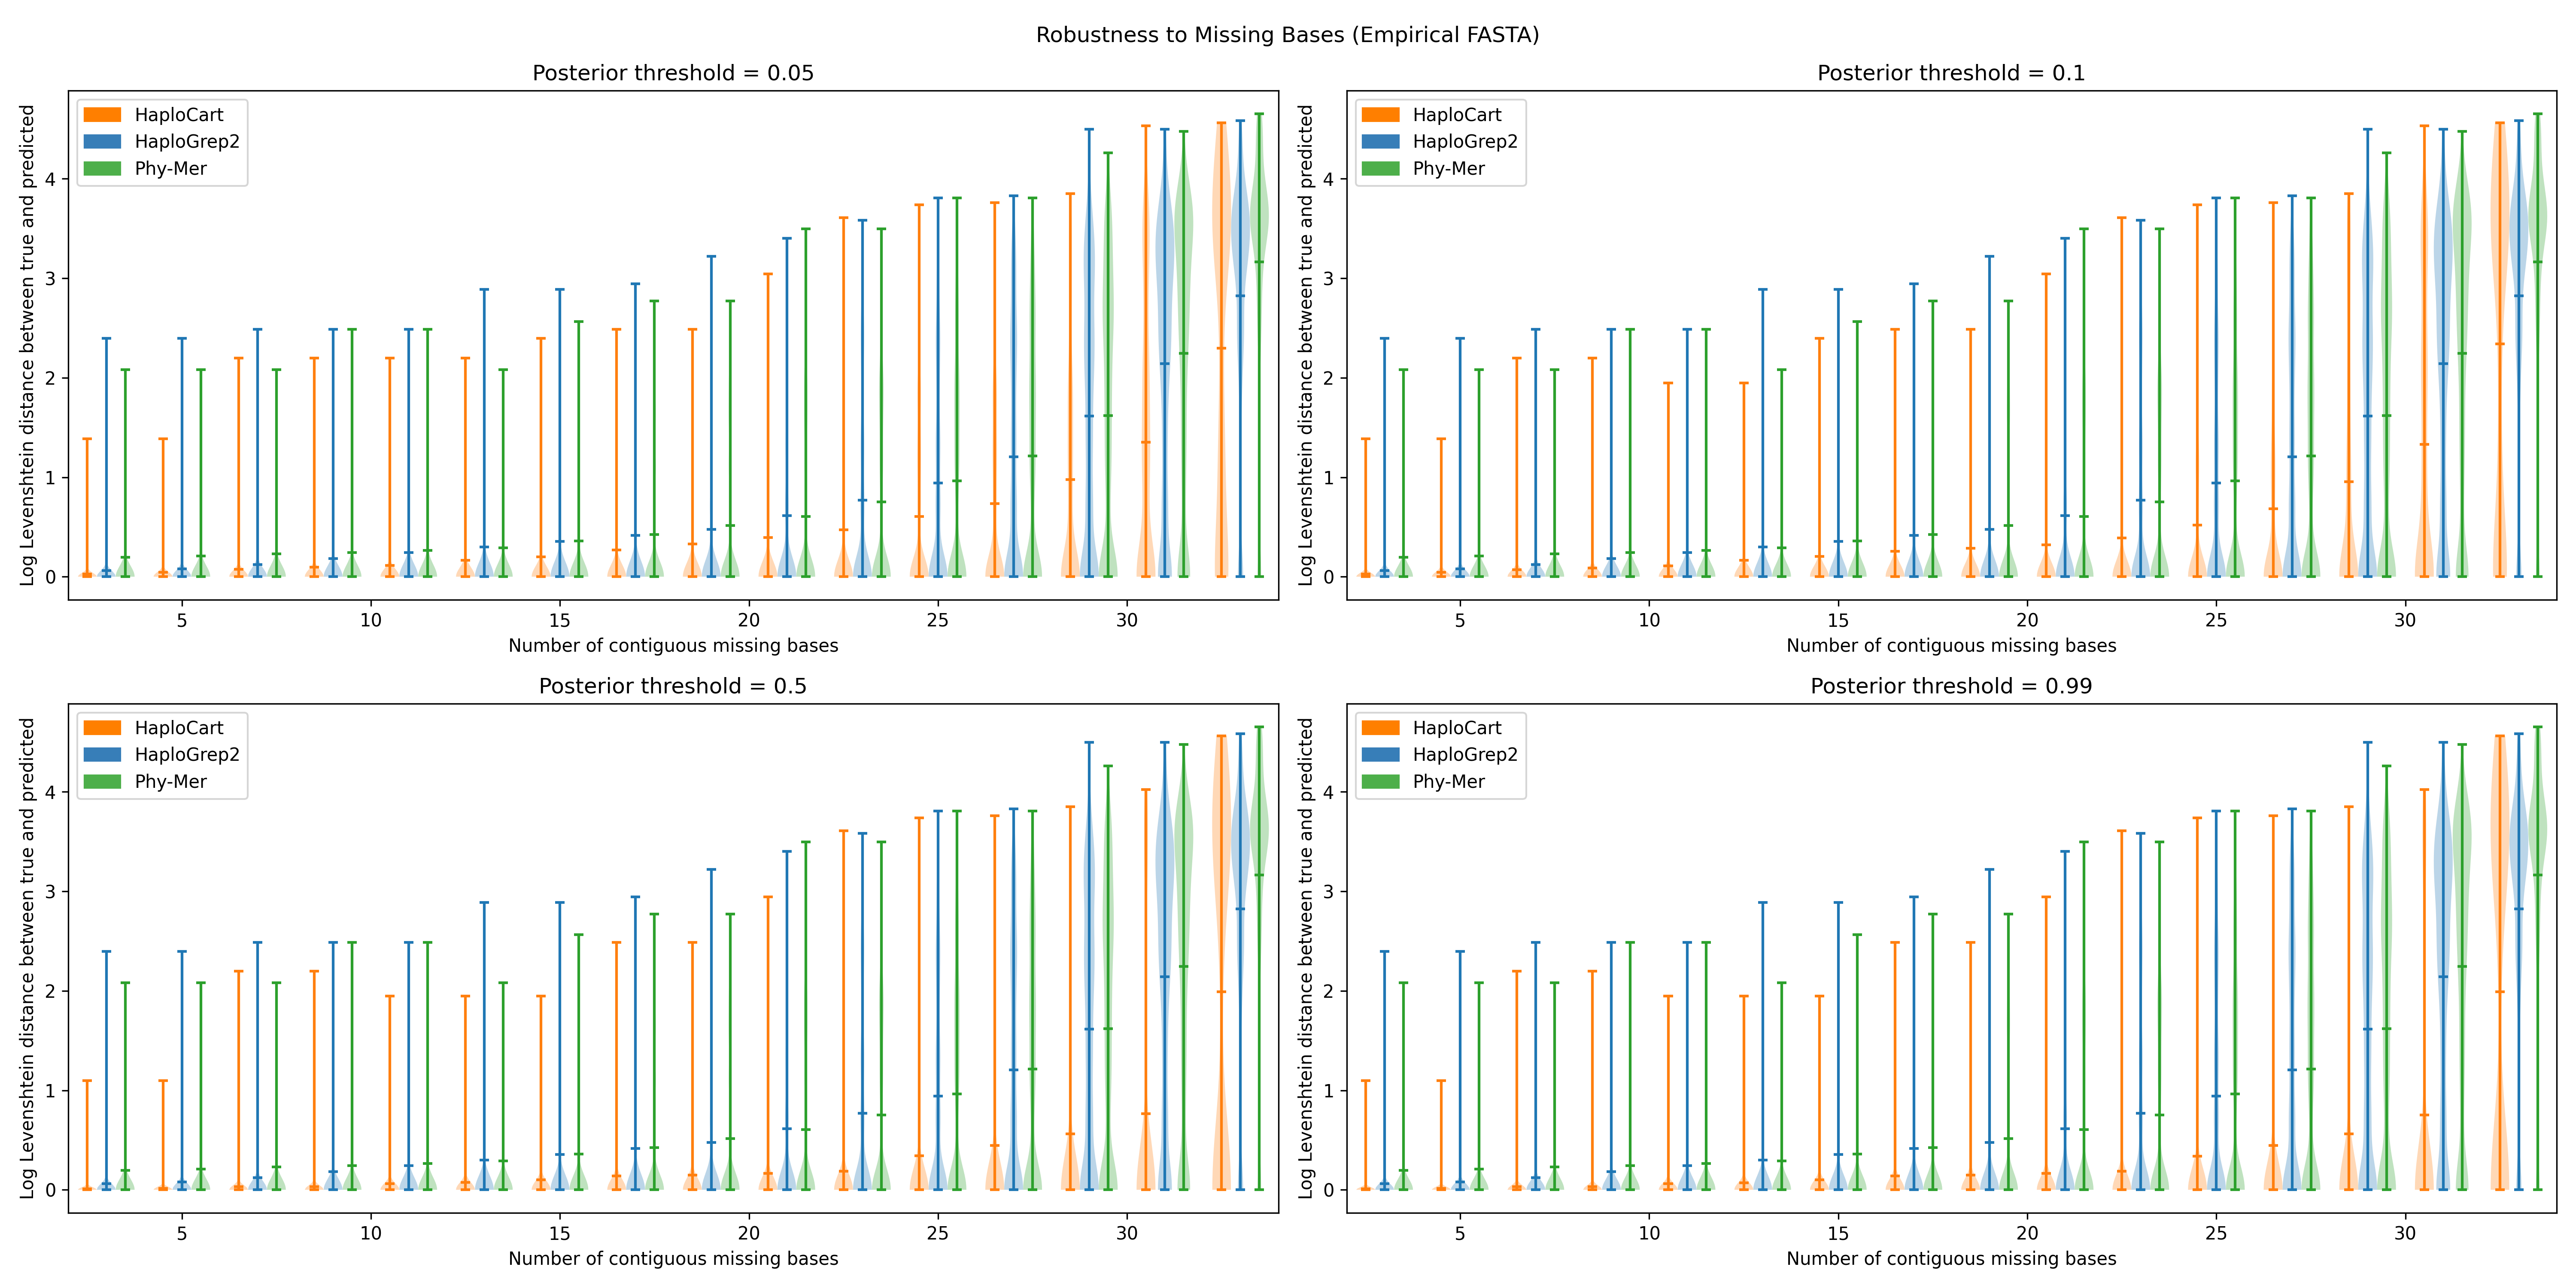 Robustness to Missing Bases (Empirical FASTA)
Posterior threshold = 0.05
Log Levenshtein distance between true and predicted
4
3
2
1
0
HaploCart
HaploGrep2
Phy-Mer
5 10 15 20 25 30
Number of contiguous missing bases
Posterior threshold = 0.1
Log Levenshtein distance between true and predicted
4
3
2
1
0
HaploCart
HaploGrep2
Phy-Mer
5 10 15 20 25 30
Number of contiguous missing bases
Posterior threshold = 0.5
Log Levenshtein distance between true and predicted
4
3
2
1
0
HaploCart
HaploGrep2
Phy-Mer
5 10 15 20 25 30
Number of contiguous missing bases
Posterior threshold = 0.99
Log Levenshtein distance between true and predicted
4
3
2
1
0
HaploCart
HaploGrep2
Phy-Mer
5 10 15 20 25 30
Number of contiguous missing bases